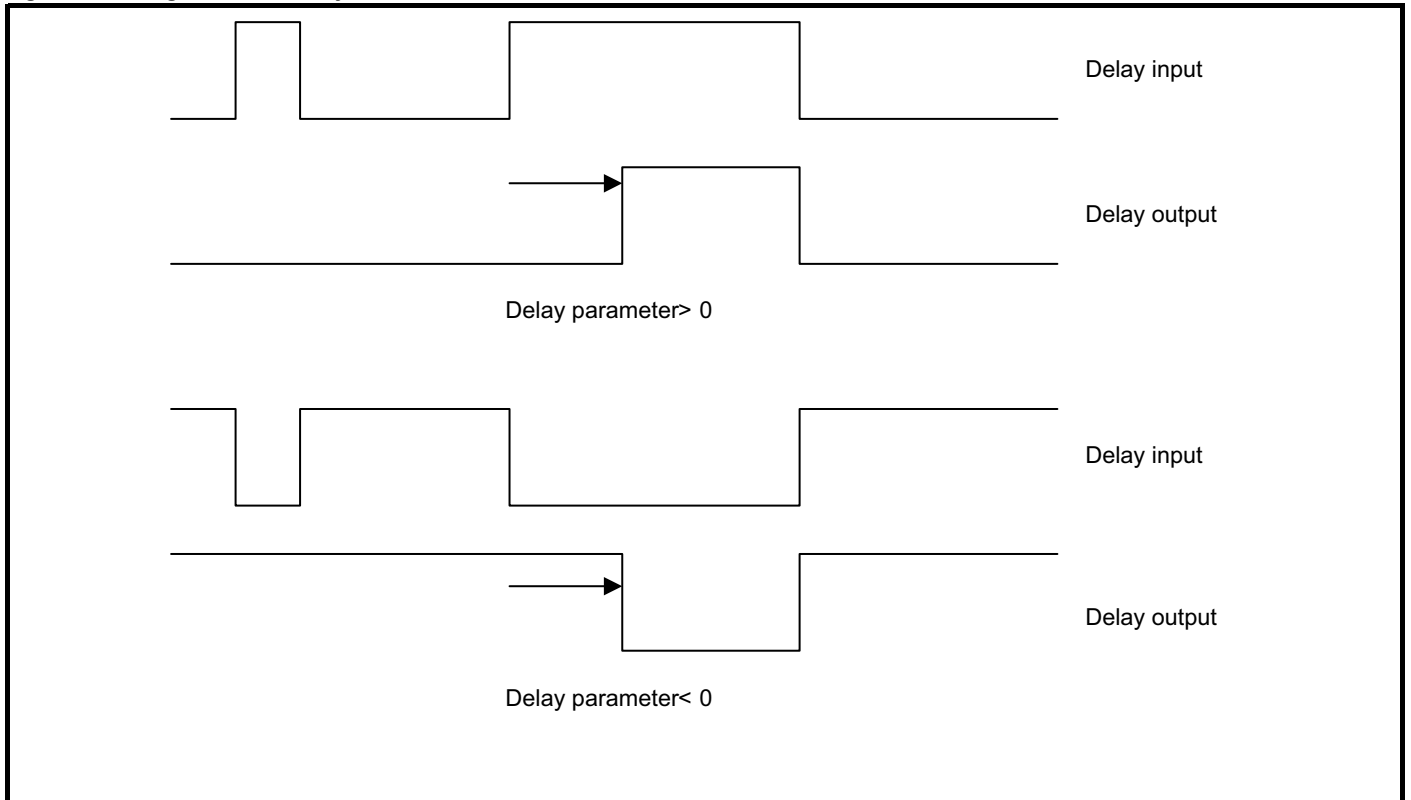 Delay input
Delay output
Delay parameter> 0
Delay input
Delay output
Delay parameter< 0